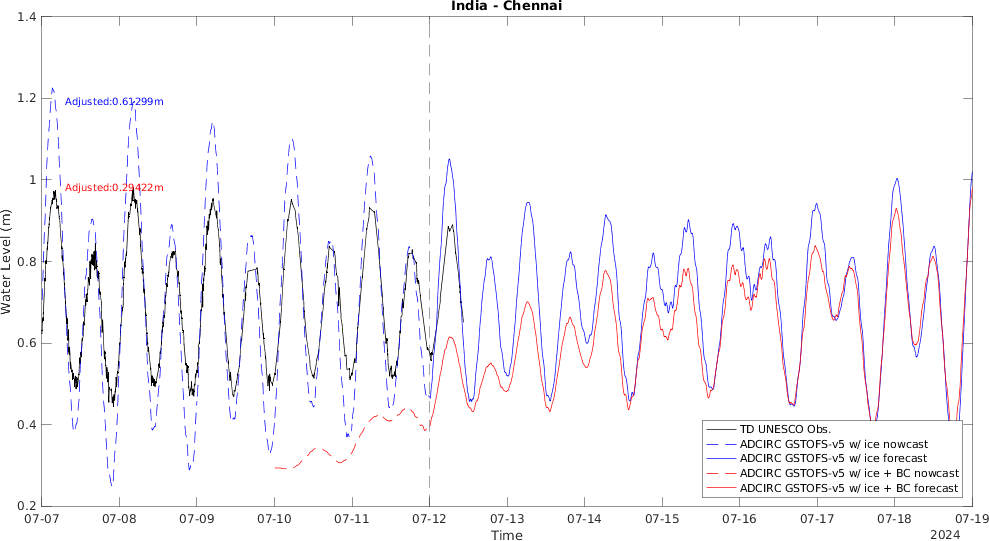 India - Chennai
Water Level (m)
1.4
1.2
1
0.8
0.6
0.4
0.2
Adjusted:0.61299m
Adjusted:0.29422m
TD UNESCO Obs.
ADCIRC GSTOFS-v5 w/ ice nowcast
ADCIRC GSTOFS-v5 w/ ice forecast
ADCIRC GSTOFS-v5 w/ ice + BC nowcast
ADCIRC GSTOFS-v5 w/ ice + BC forecast
07-07 07-08 07-09 07-10 07-11 07-12 07-13 07-14 07-15 07-16 07-17 07-18 07-19
Time
2024